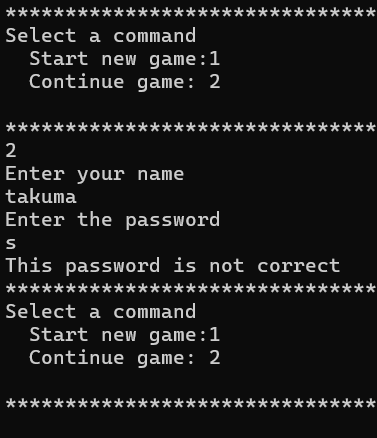 *******************************
Select a command
  Start new game:1
  Continue game: 2

*******************************
2
Enter your name
takuma
Enter the password
s
This password is not correct
*******************************
Select a command
  Start new game:1
  Continue game: 2

*******************************